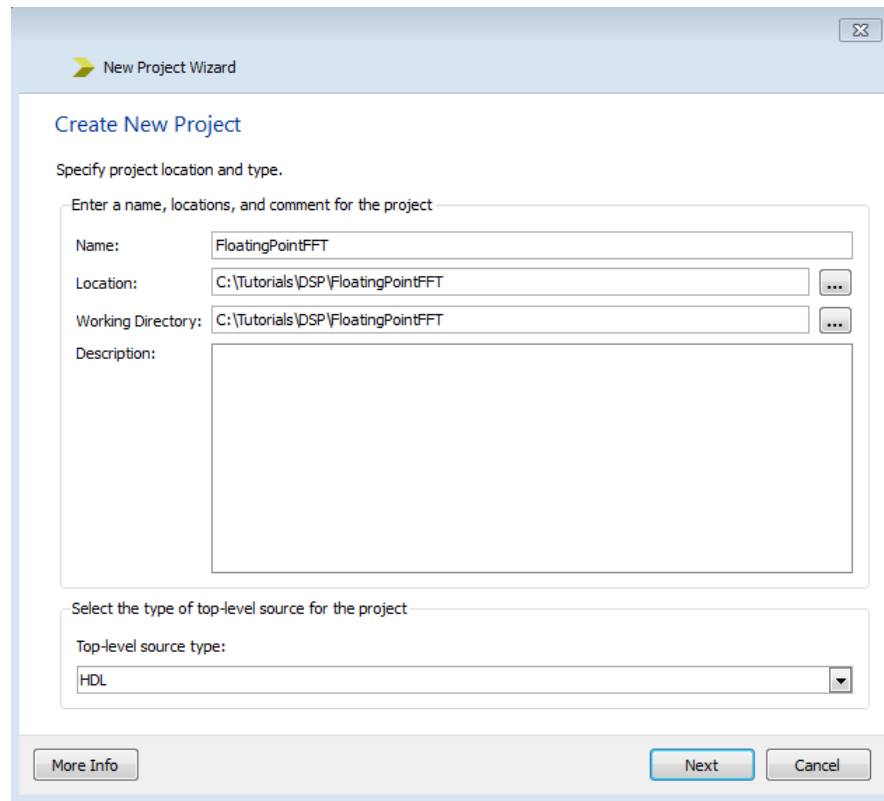 New Project Wizard
Create New Project
Specify project location and type.
Enter a name, locations, and comment for the project
Name: FloatingPointFFT
Location: C:\Tutorials\DSP\FloatingPointFFT ...
Working Directory: C:\Tutorials\DSP\FloatingPointFFT ...
Description:
Select the type of top-level source for the project
Top-level source type:
HDL
More Info Next Cancel